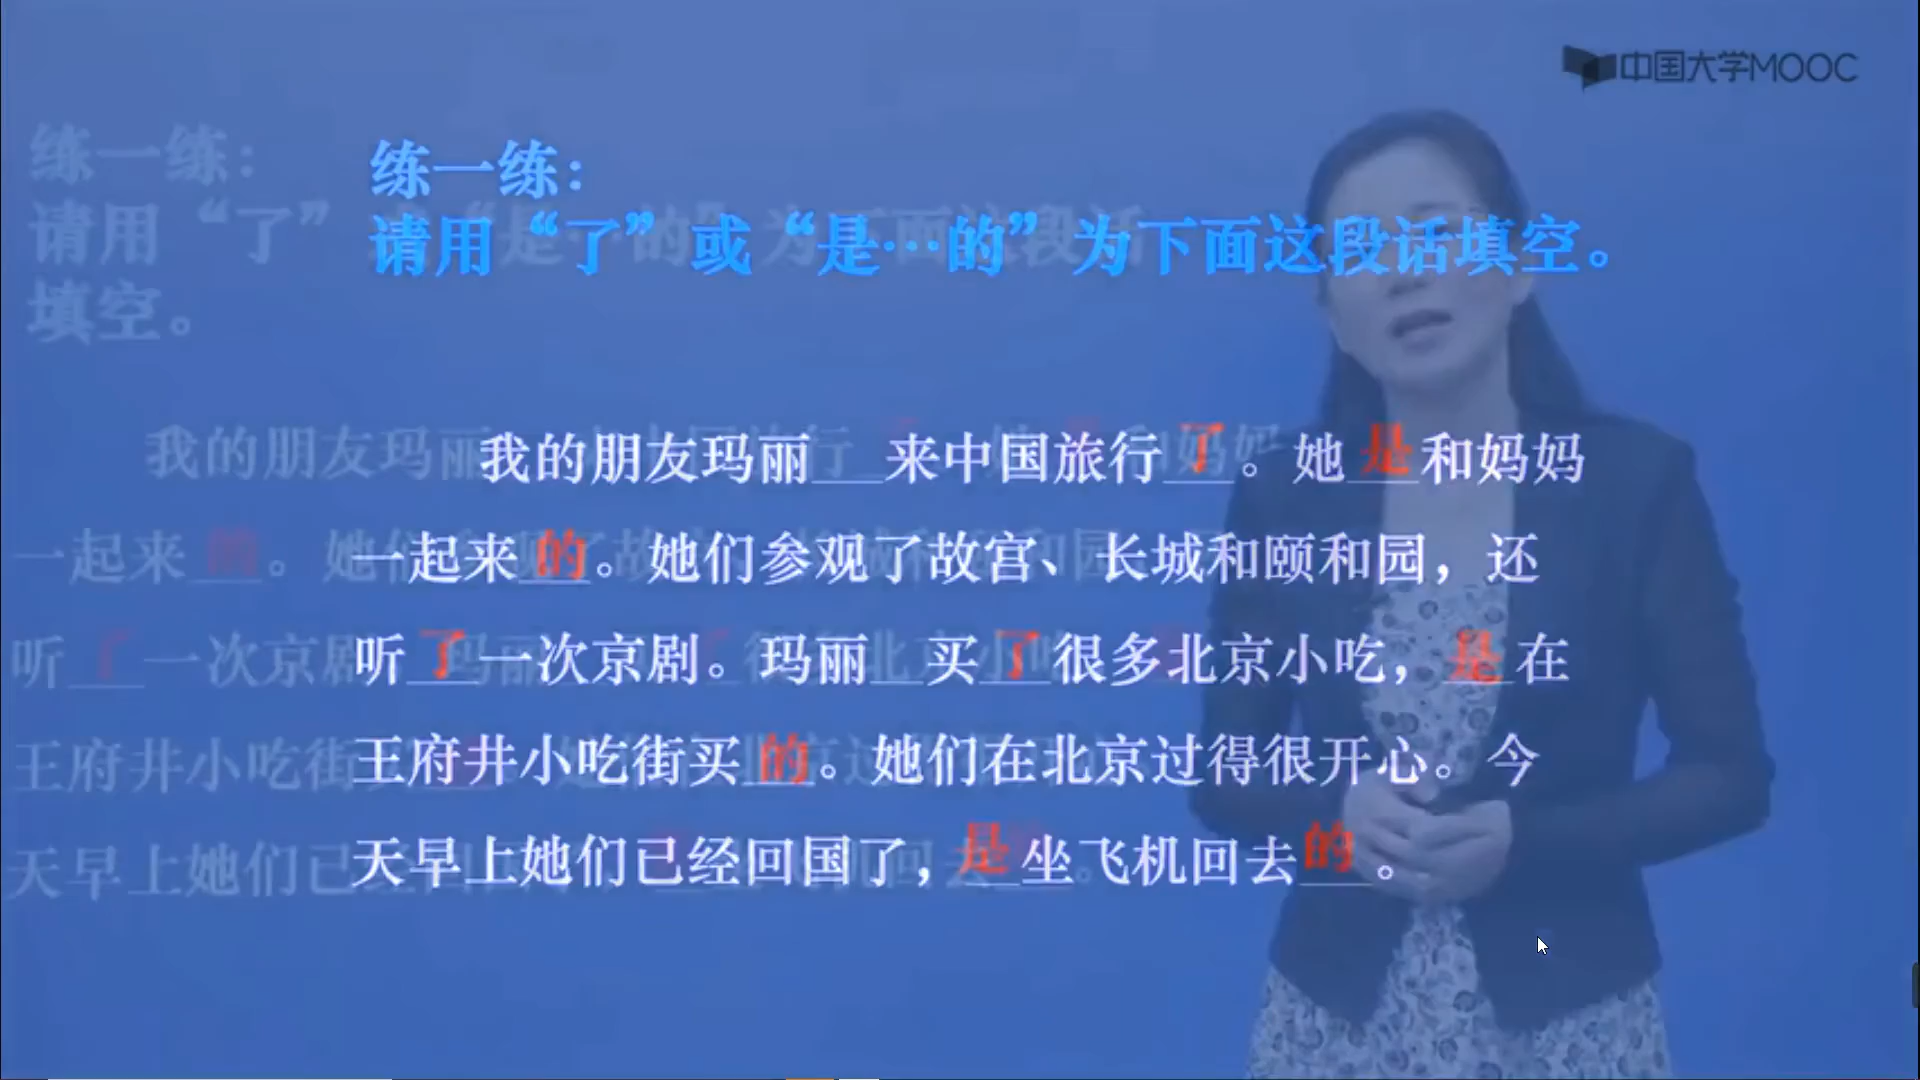 中国大学MOOC
练一练：
请用“了”或“是…的”为下面这段话填空。
我的朋友玛丽___来中国旅行了。她是和妈妈
一起来的。她们参观了故宫、长城和颐和园，还
听了一次京剧。玛丽__买了很多北京小吃，是在
王府井小吃街买的。她们在北京过得很开心。今
天早上她们已经回国了，是坐飞机回去的。